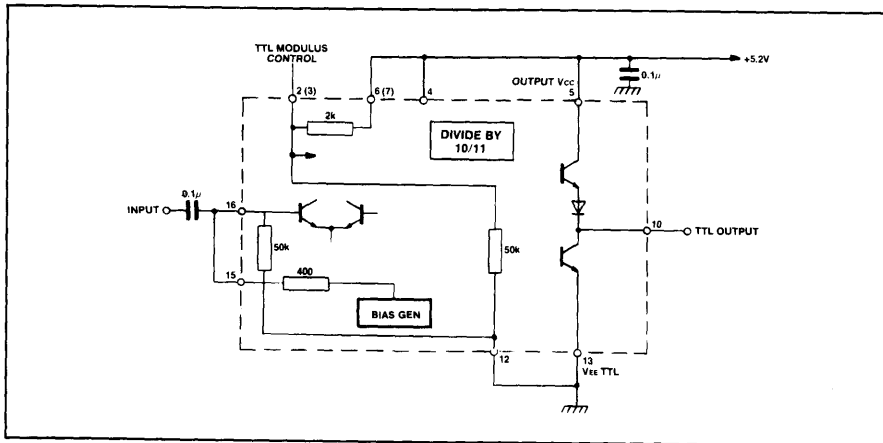 TTL MODULUS
CONTROL
+5.2V
OUTPUT VCC
0.1μ
2 (3)
6 (7)
4
5
2k
DIVIDE BY
10/11
0.1μ
INPUT
16
10
TTL OUTPUT
50k
50k
15
400
BIAS GEN
12
13
VEE TTL